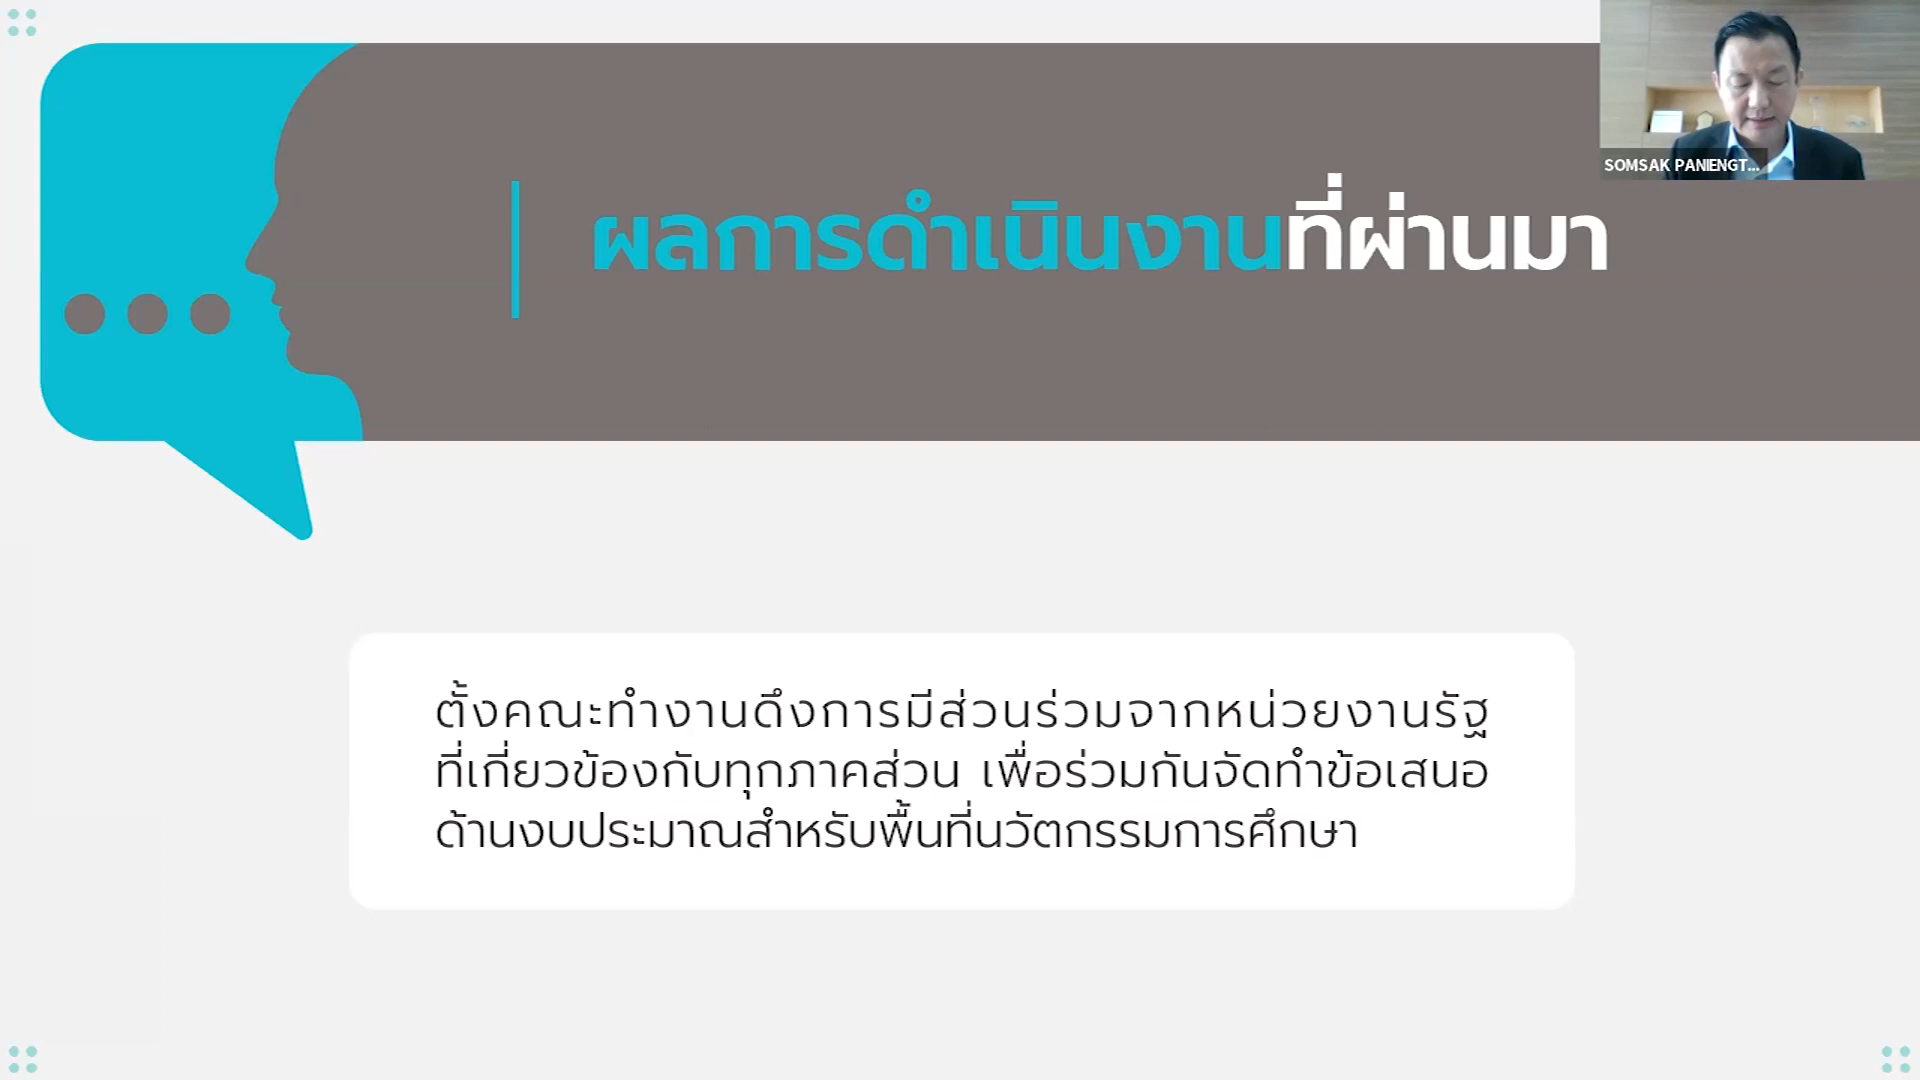 SOMSAK PANIENGT...
ผลการดำเนินงานที่ผ่านมา
ตั้งคณะทำงานดึงการมีส่วนร่วมจากหน่วยงานรัฐ
ที่เกี่ยวข้องกับทุกภาคส่วน เพื่อร่วมกันจัดทำข้อเสนอ
ด้านงบประมาณสำหรับพื้นที่นวัตกรรมการศึกษา